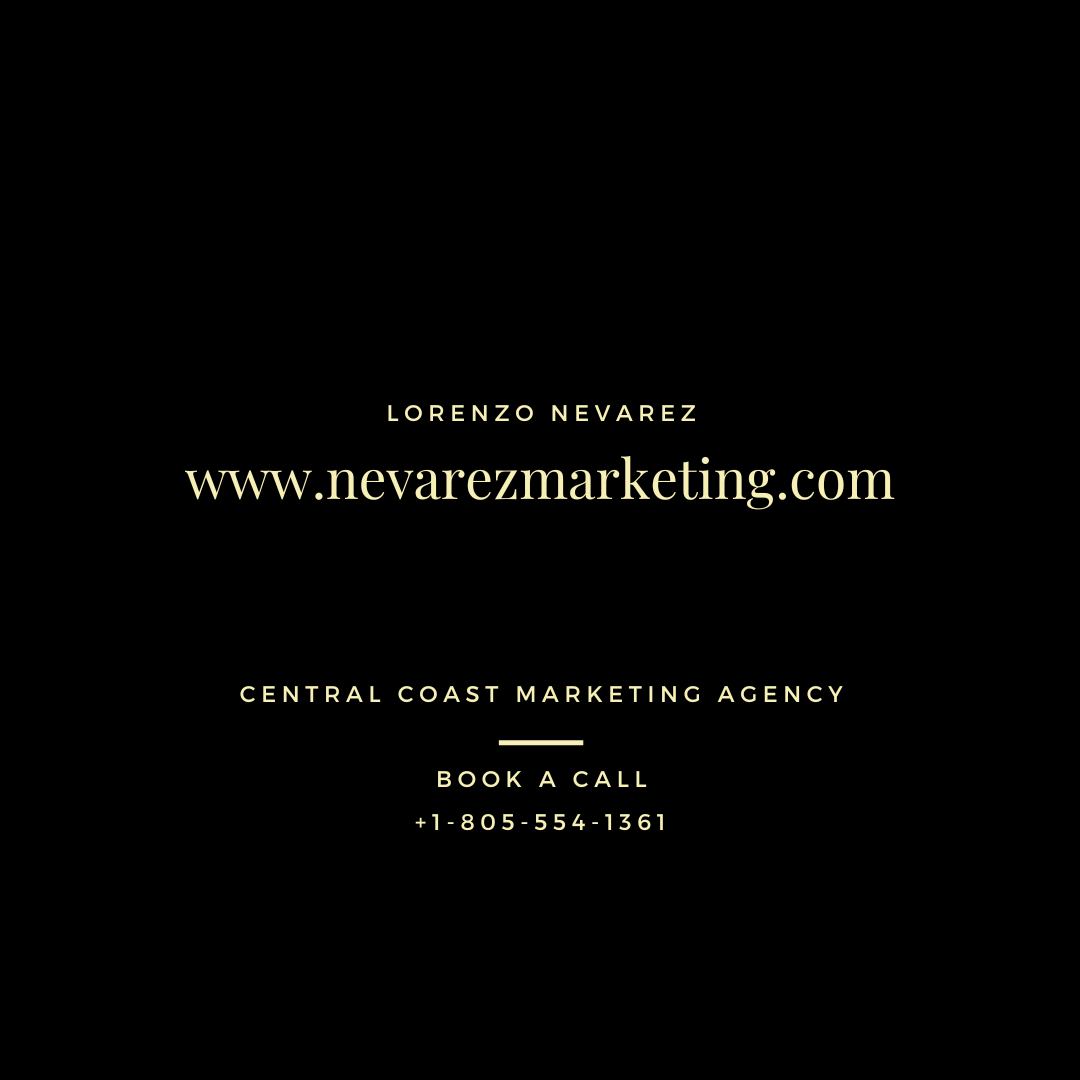 LORENZO NEVAREZ
www.nevarezmarketing.com
CENTRAL COAST MARKETING AGENCY
BOOK A CALL
+1-805-554-1361